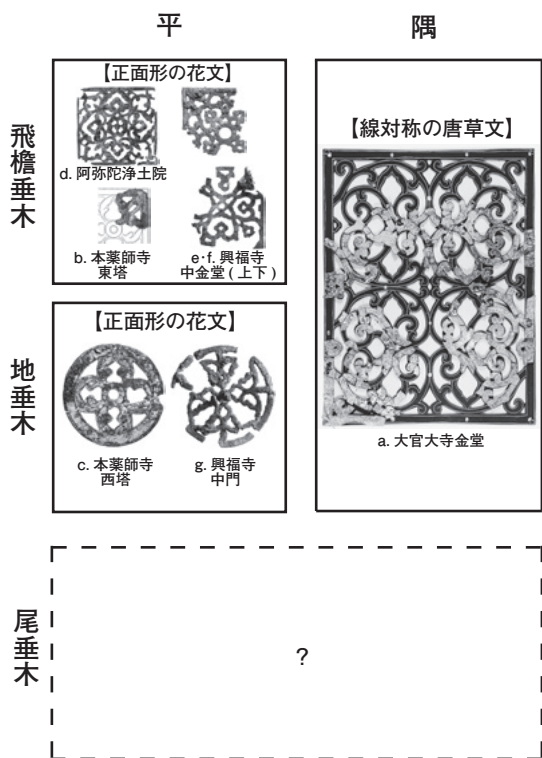 平
隅
飛檐垂木
【正面形の花文】
d. 阿弥陀浄土院
b. 本薬師寺
東塔
e・f. 興福寺
中金堂 ( 上下 )
【線対称の唐草文】
a. 大官大寺金堂
地垂木
【正面形の花文】
c. 本薬師寺
西塔
g. 興福寺
中門
尾垂木
?